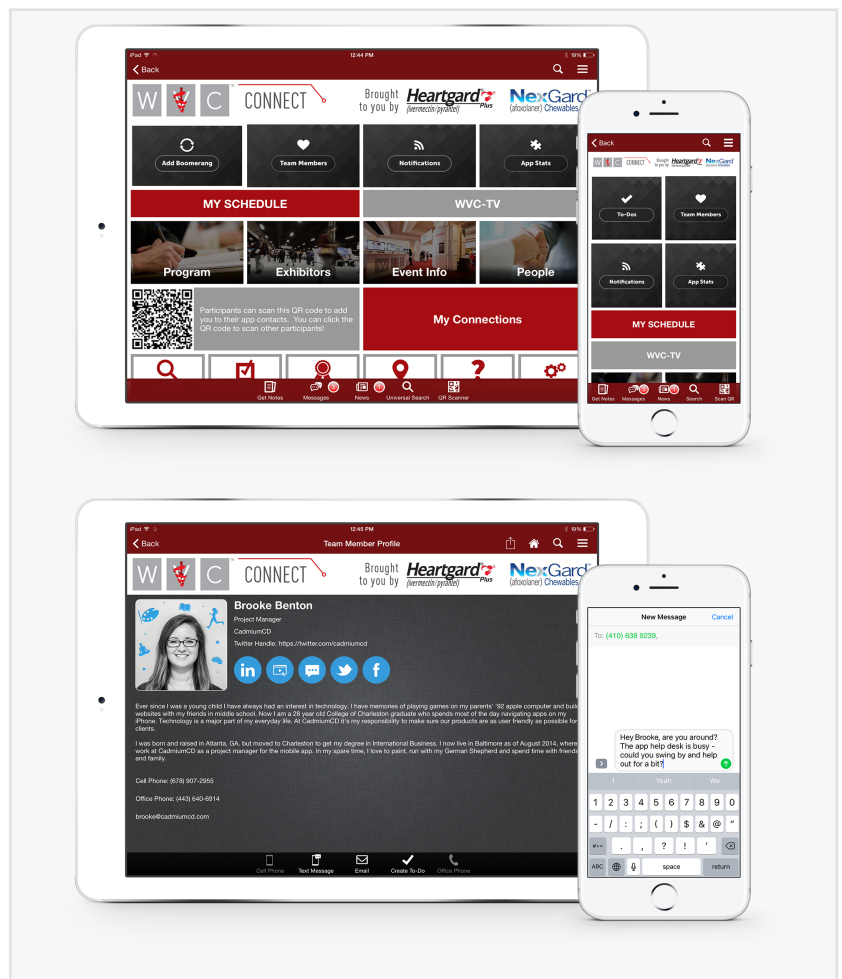 iPad
12:44 PM
19%
Back
W V C CONNECT
Brought
to you by
Heartgard Plus
(ivermectin/pyrantel)
NexGard
(afoxolaner) Chewables
Add Boomerang
Team Members
Notifications
App Stats
MY SCHEDULE
WVC-TV
Program
Exhibitors
Event Info
People
Participants can scan this QR code to add
you to their app contacts. You can click the
QR code to scan other participants!
My Connections
Get Notes
Messages
News
Universal Search
QR Scanner
Back
W V C CONNECT
Brought
to you by
Heartgard Plus
NexGard
To-Dos
Team Members
Notifications
App Stats
MY SCHEDULE
WVC-TV
Get Notes
Messages
News
Search
Scan QR
iPad
12:45 PM
19%
Back
Team Member Profile
W V C CONNECT
Brought
to you by
Heartgard Plus
(ivermectin/pyrantel)
NexGard
(afoxolaner) Chewables
Brooke Benton
Project Manager
CadmiumCD
Twitter Handle: https://twitter.com/cadmiumcd
in
f
Ever since I was a young child I have always had an interest in technology. I have memories of playing games on my parents' '92 apple computer and build
websites with my friends in middle school. Now I am a 28 year old College of Charleston graduate who spends most of the day navigating apps on my
iPhone. Technology is a major part of my everyday life. At CadmiumCD it's my responsibility to make sure our products are as user friendly as possible for
clients.
I was born and raised in Atlanta, GA, but moved to Charleston to get my degree in International Business. I now live in Baltimore as of August 2014, where
work at CadmiumCD as a project manager for the mobile app. In my spare time, I love to paint, run with my German Shepherd and spend time with friends
and family.
Cell Phone: (678) 907-2955
Office Phone: (443) 640-6914
brooke@cadmiumcd.com
Cell Phone
Text Message
Email
Create To-Do
Office Phone
New Message
Cancel
To: (410) 638 9239,
Hey Brooke, are you around?
The app help desk is busy -
could you swing by and help
out for a bit?
I Yeah We
1 2 3 4 5 6 7 8 9 0
- / : ; ( ) $ & @ "
#+= . , ? ! '
ABC space return